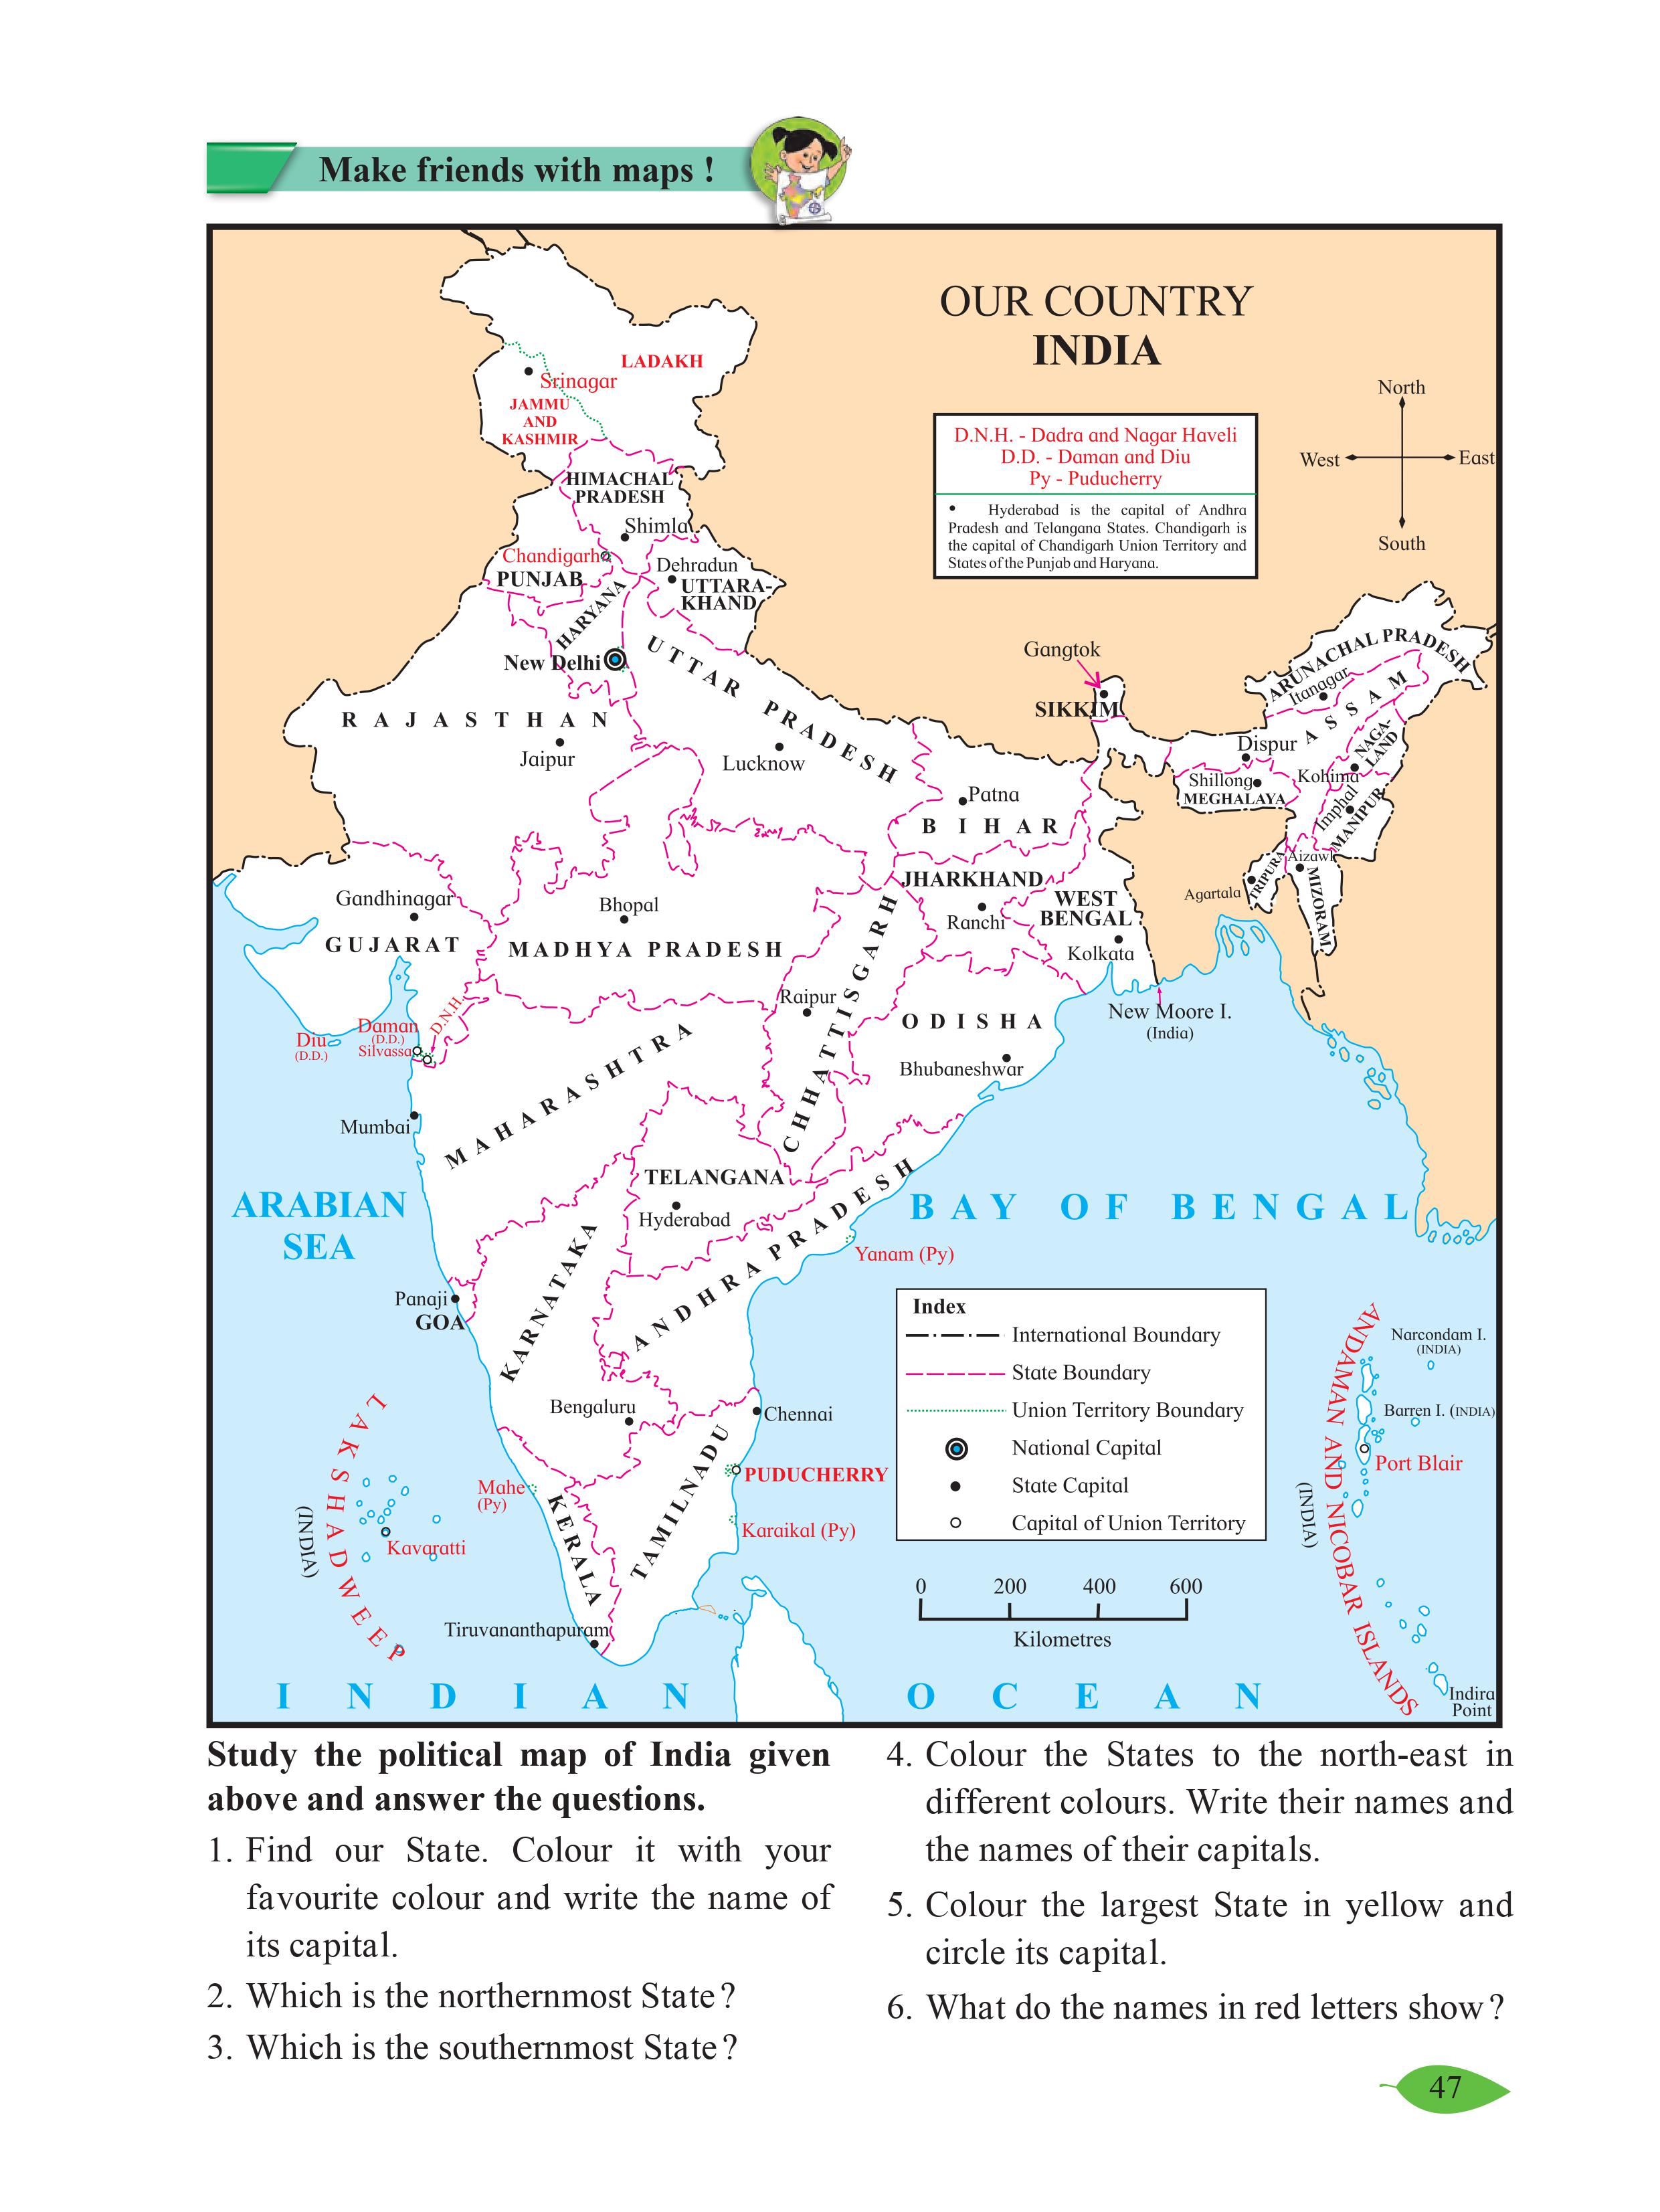 Make friends with maps !
OUR COUNTRY
INDIA
North
West
East
South
D.N.H. - Dadra and Nagar Haveli
D.D. - Daman and Diu
Py - Puducherry
• Hyderabad is the capital of Andhra
Pradesh and Telangana States. Chandigarh is
the capital of Chandigarh Union Territory and
States of the Punjab and Haryana.
LADAKH
Srinagar
JAMMU
AND
KASHMIR
HIMACHAL
PRADESH
Shimla
Chandigarh
PUNJAB
Dehradun
UTTARA-
KHAND
HARYANA
New Delhi
UTTAR PRADESH
Lucknow
RAJASTHAN
Jaipur
Gangtok
SIKKIM
ARUNACHAL PRADESH
Itanagar
ASSAM
Dispur
NAGA-
LAND
Kohima
Shillong
MEGHALAYA
Imphal
MANIPUR
Aizawl
MIZORAM
TRIPURA
Agartala
Patna
BIHAR
JHARKHAND
Ranchi
WEST
BENGAL
Kolkata
New Moore I.
(India)
Gandhinagar
GUJARAT
Bhopal
MADHYA PRADESH
Raipur
CHHATTISGARH
ODISHA
Bhubaneshwar
Diu
(D.D.)
Daman
(D.D.)
Silvassa
D.N.H.
Mumbai
MAHARASHTRA
TELANGANA
Hyderabad
ANDHRA PRADESH
Yanam (Py)
ARABIAN
SEA
BAY OF BENGAL
Panaji
GOA
KARNATAKA
Bengaluru
Chennai
TAMILNADU
PUDUCHERRY
Karaikal (Py)
Mahe
(Py)
KERALA
Tiruvananthapuram
LAKSHADWEEP
(INDIA)
Kavaratti
Index
International Boundary
State Boundary
Union Territory Boundary
National Capital
State Capital
Capital of Union Territory
0 200 400 600
Kilometres
ANDAMAN AND NICOBAR ISLANDS
(INDIA)
Narcondam I.
(INDIA)
Barren I. (INDIA)
Port Blair
Indira
Point
INDIAN OCEAN
Study the political map of India given
above and answer the questions.
1. Find our State. Colour it with your
favourite colour and write the name of
its capital.
2. Which is the northernmost State?
3. Which is the southernmost State?
4. Colour the States to the north-east in
different colours. Write their names and
the names of their capitals.
5. Colour the largest State in yellow and
circle its capital.
6. What do the names in red letters show?
47